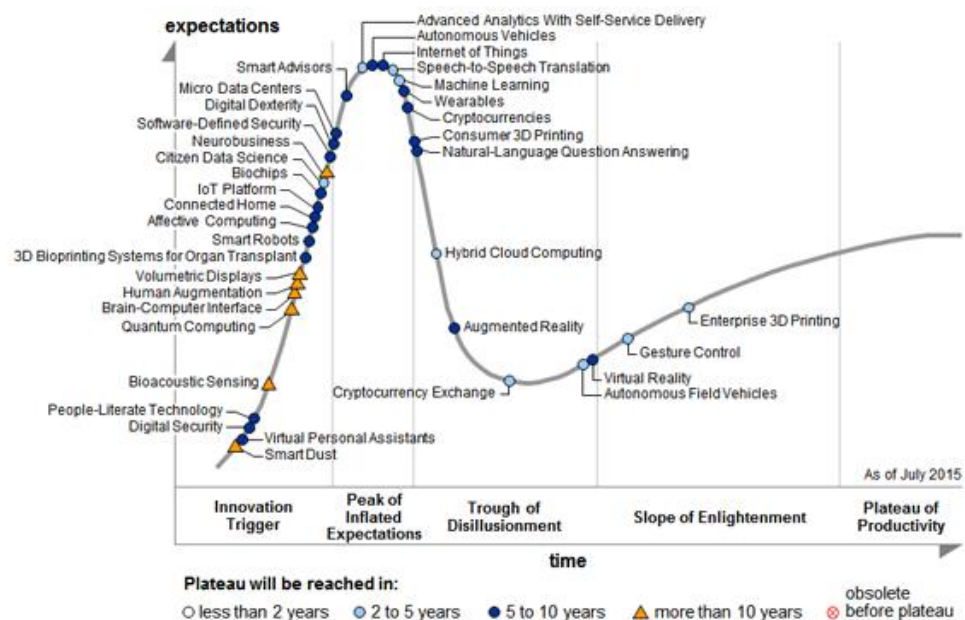 expectations
Advanced Analytics With Self-Service Delivery
Autonomous Vehicles
Internet of Things
Speech-to-Speech Translation
Machine Learning
Wearables
Cryptocurrencies
Consumer 3D Printing
Natural-Language Question Answering
Smart Advisors
Micro Data Centers
Digital Dexterity
Software-Defined Security
Neurobusiness
Citizen Data Science
Biochips
IoT Platform
Connected Home
Affective Computing
Smart Robots
3D Bioprinting Systems for Organ Transplant
Volumetric Displays
Human Augmentation
Brain-Computer Interface
Quantum Computing
Bioacoustic Sensing
People-Literate Technology
Digital Security
Virtual Personal Assistants
Smart Dust
Hybrid Cloud Computing
Augmented Reality
Cryptocurrency Exchange
Enterprise 3D Printing
Gesture Control
Virtual Reality
Autonomous Field Vehicles
As of July 2015
Innovation
Trigger
Peak of
Inflated
Expectations
Trough of
Disillusionment
Slope of Enlightenment
Plateau of
Productivity
time
Plateau will be reached in:
less than 2 years
2 to 5 years
5 to 10 years
more than 10 years
obsolete
before plateau